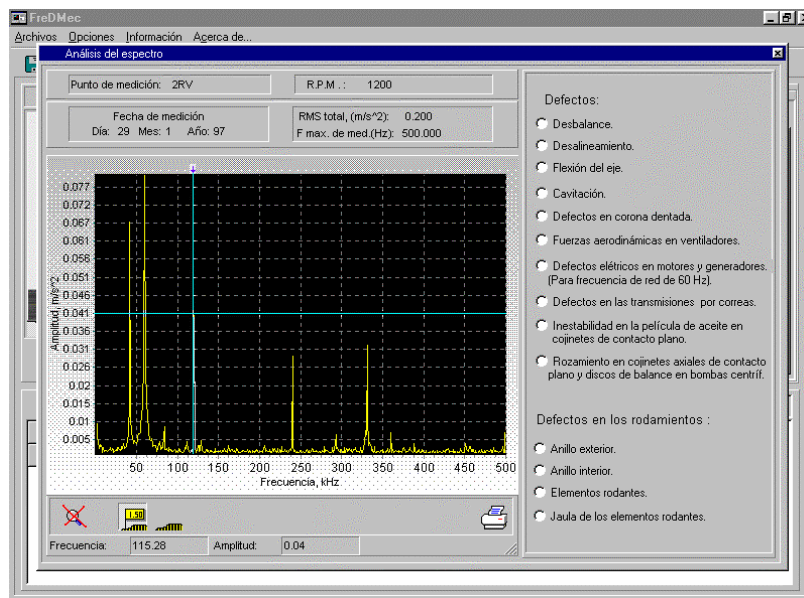 FreDMec
Archivos Opciones Información Acerca de...
Análisis del espectro
Punto de medición: 2RV
R.P.M .: 1200
Fecha de medición
Día: 29 Mes: 1 Año: 97
RMS total, (m/s^2): 0.200
F max. de med.(Hz): 500.000
0.077
0.072
0.067
0.061
0.056
0.051
0.046
0.041
0.036
0.031
0.026
0.02
0.015
0.01
0.005
Amplitud, m/s^2
50 100 150 200 250 300 350 400 450 500
Frecuencia, kHz
1.50
Frecuencia: 115.28 Amplitud: 0.04
Defectos:
Desbalance.
Desalineamiento.
Flexión del eje.
Cavitación.
Defectos en corona dentada.
Fuerzas aerodinámicas en ventiladores.
Defectos elétricos en motores y generadores.
(Para frecuencia de red de 60 Hz).
Defectos en las transmisiones por correas.
Inestabilidad en la película de aceite en
cojinetes de contacto plano.
Rozamiento en cojinetes axiales de contacto
plano y discos de balance en bombas centríf.
Defectos en los rodamientos :
Anillo exterior.
Anillo interior.
Elementos rodantes.
Jaula de los elementos rodantes.